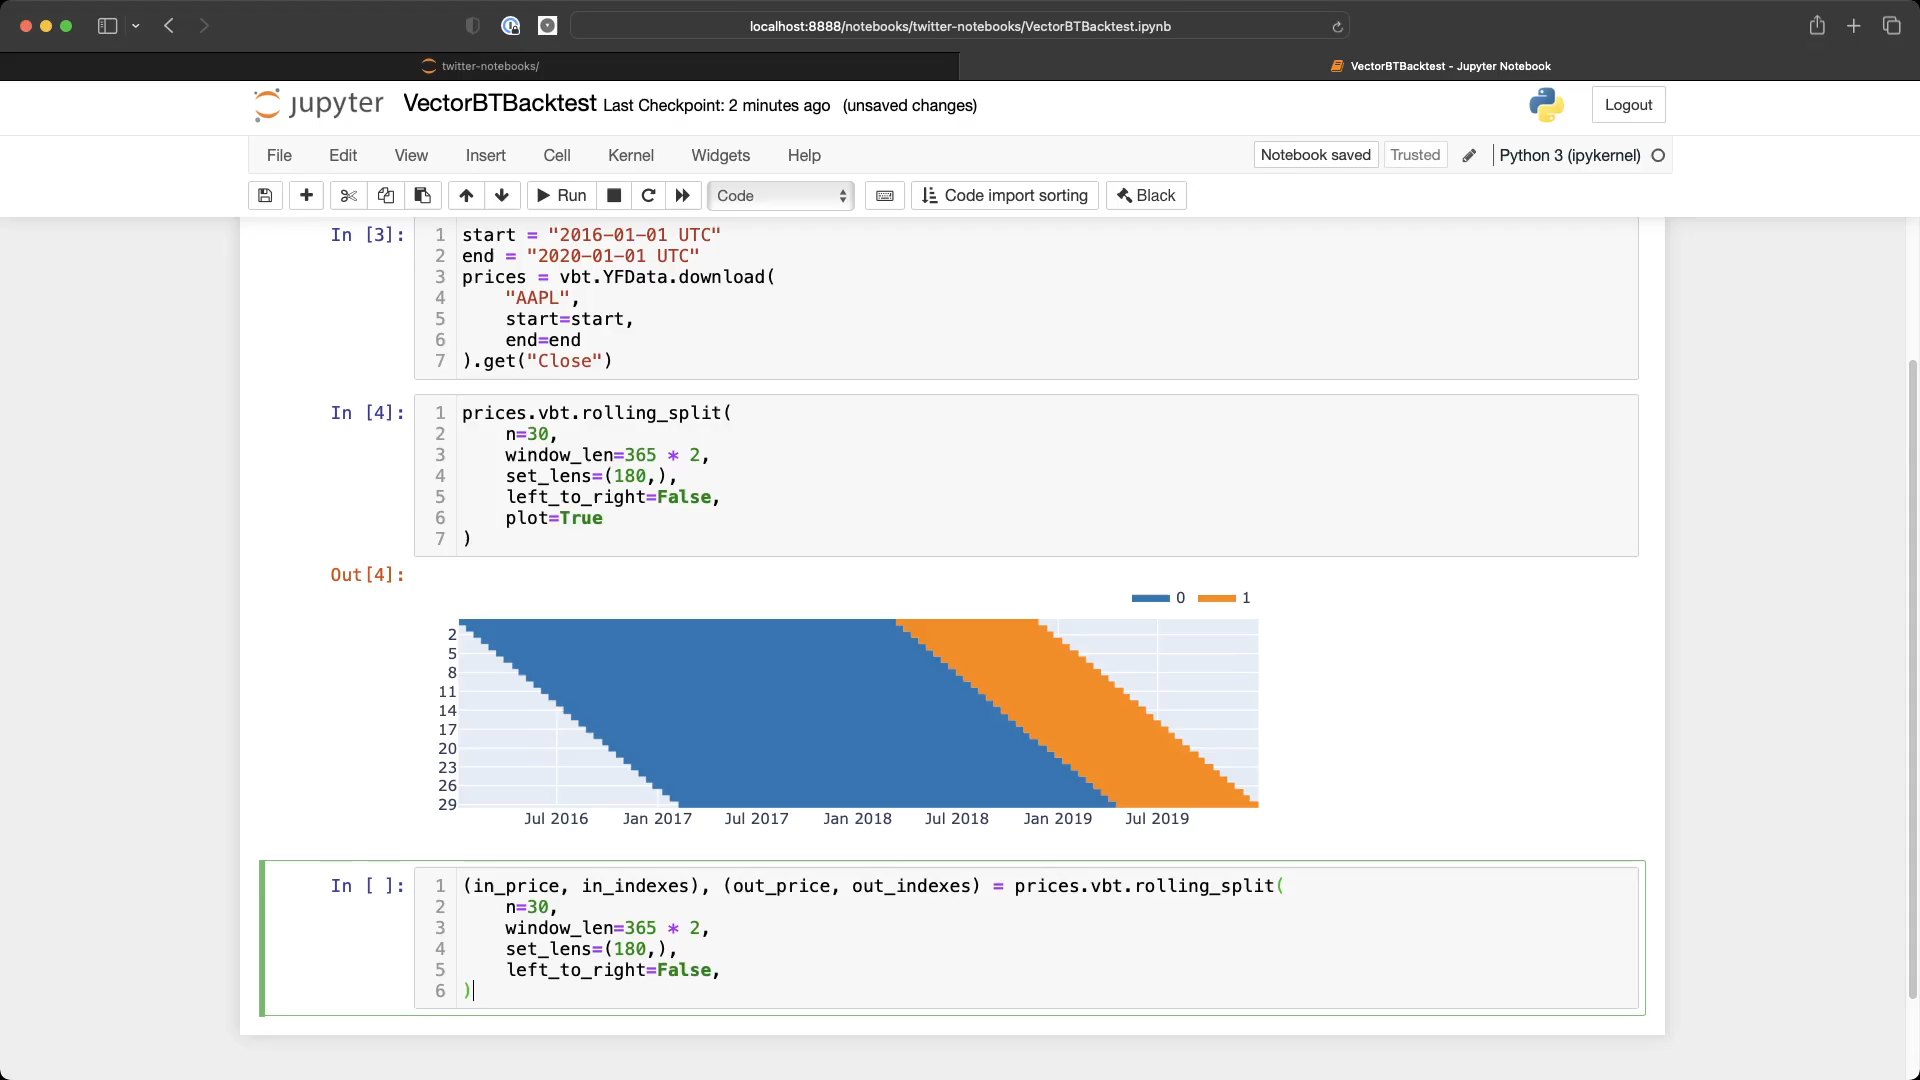 localhost:8888/notebooks/twitter-notebooks/VectorBTBacktest.ipynb
twitter-notebooks/
VectorBTBacktest - Jupyter Notebook
jupyter VectorBTBacktest Last Checkpoint: 2 minutes ago (unsaved changes)
Logout
File Edit View Insert Cell Kernel Widgets Help
Notebook saved Trusted Python 3 (ipykernel)
Run Code Code import sorting Black
In [3]:
1 start = "2016-01-01 UTC"
2 end = "2020-01-01 UTC"
3 prices = vbt.YFData.download(
4     "AAPL",
5     start=start,
6     end=end
7 ).get("Close")
In [4]:
1 prices.vbt.rolling_split(
2     n=30,
3     window_len=365 * 2,
4     set_lens=(180,),
5     left_to_right=False,
6     plot=True
7 )
Out[4]:
0 1
2
5
8
11
14
17
20
23
26
29
Jul 2016 Jan 2017 Jul 2017 Jan 2018 Jul 2018 Jan 2019 Jul 2019
In [ ]:
1 (in_price, in_indexes), (out_price, out_indexes) = prices.vbt.rolling_split(
2     n=30,
3     window_len=365 * 2,
4     set_lens=(180,),
5     left_to_right=False,
6 )